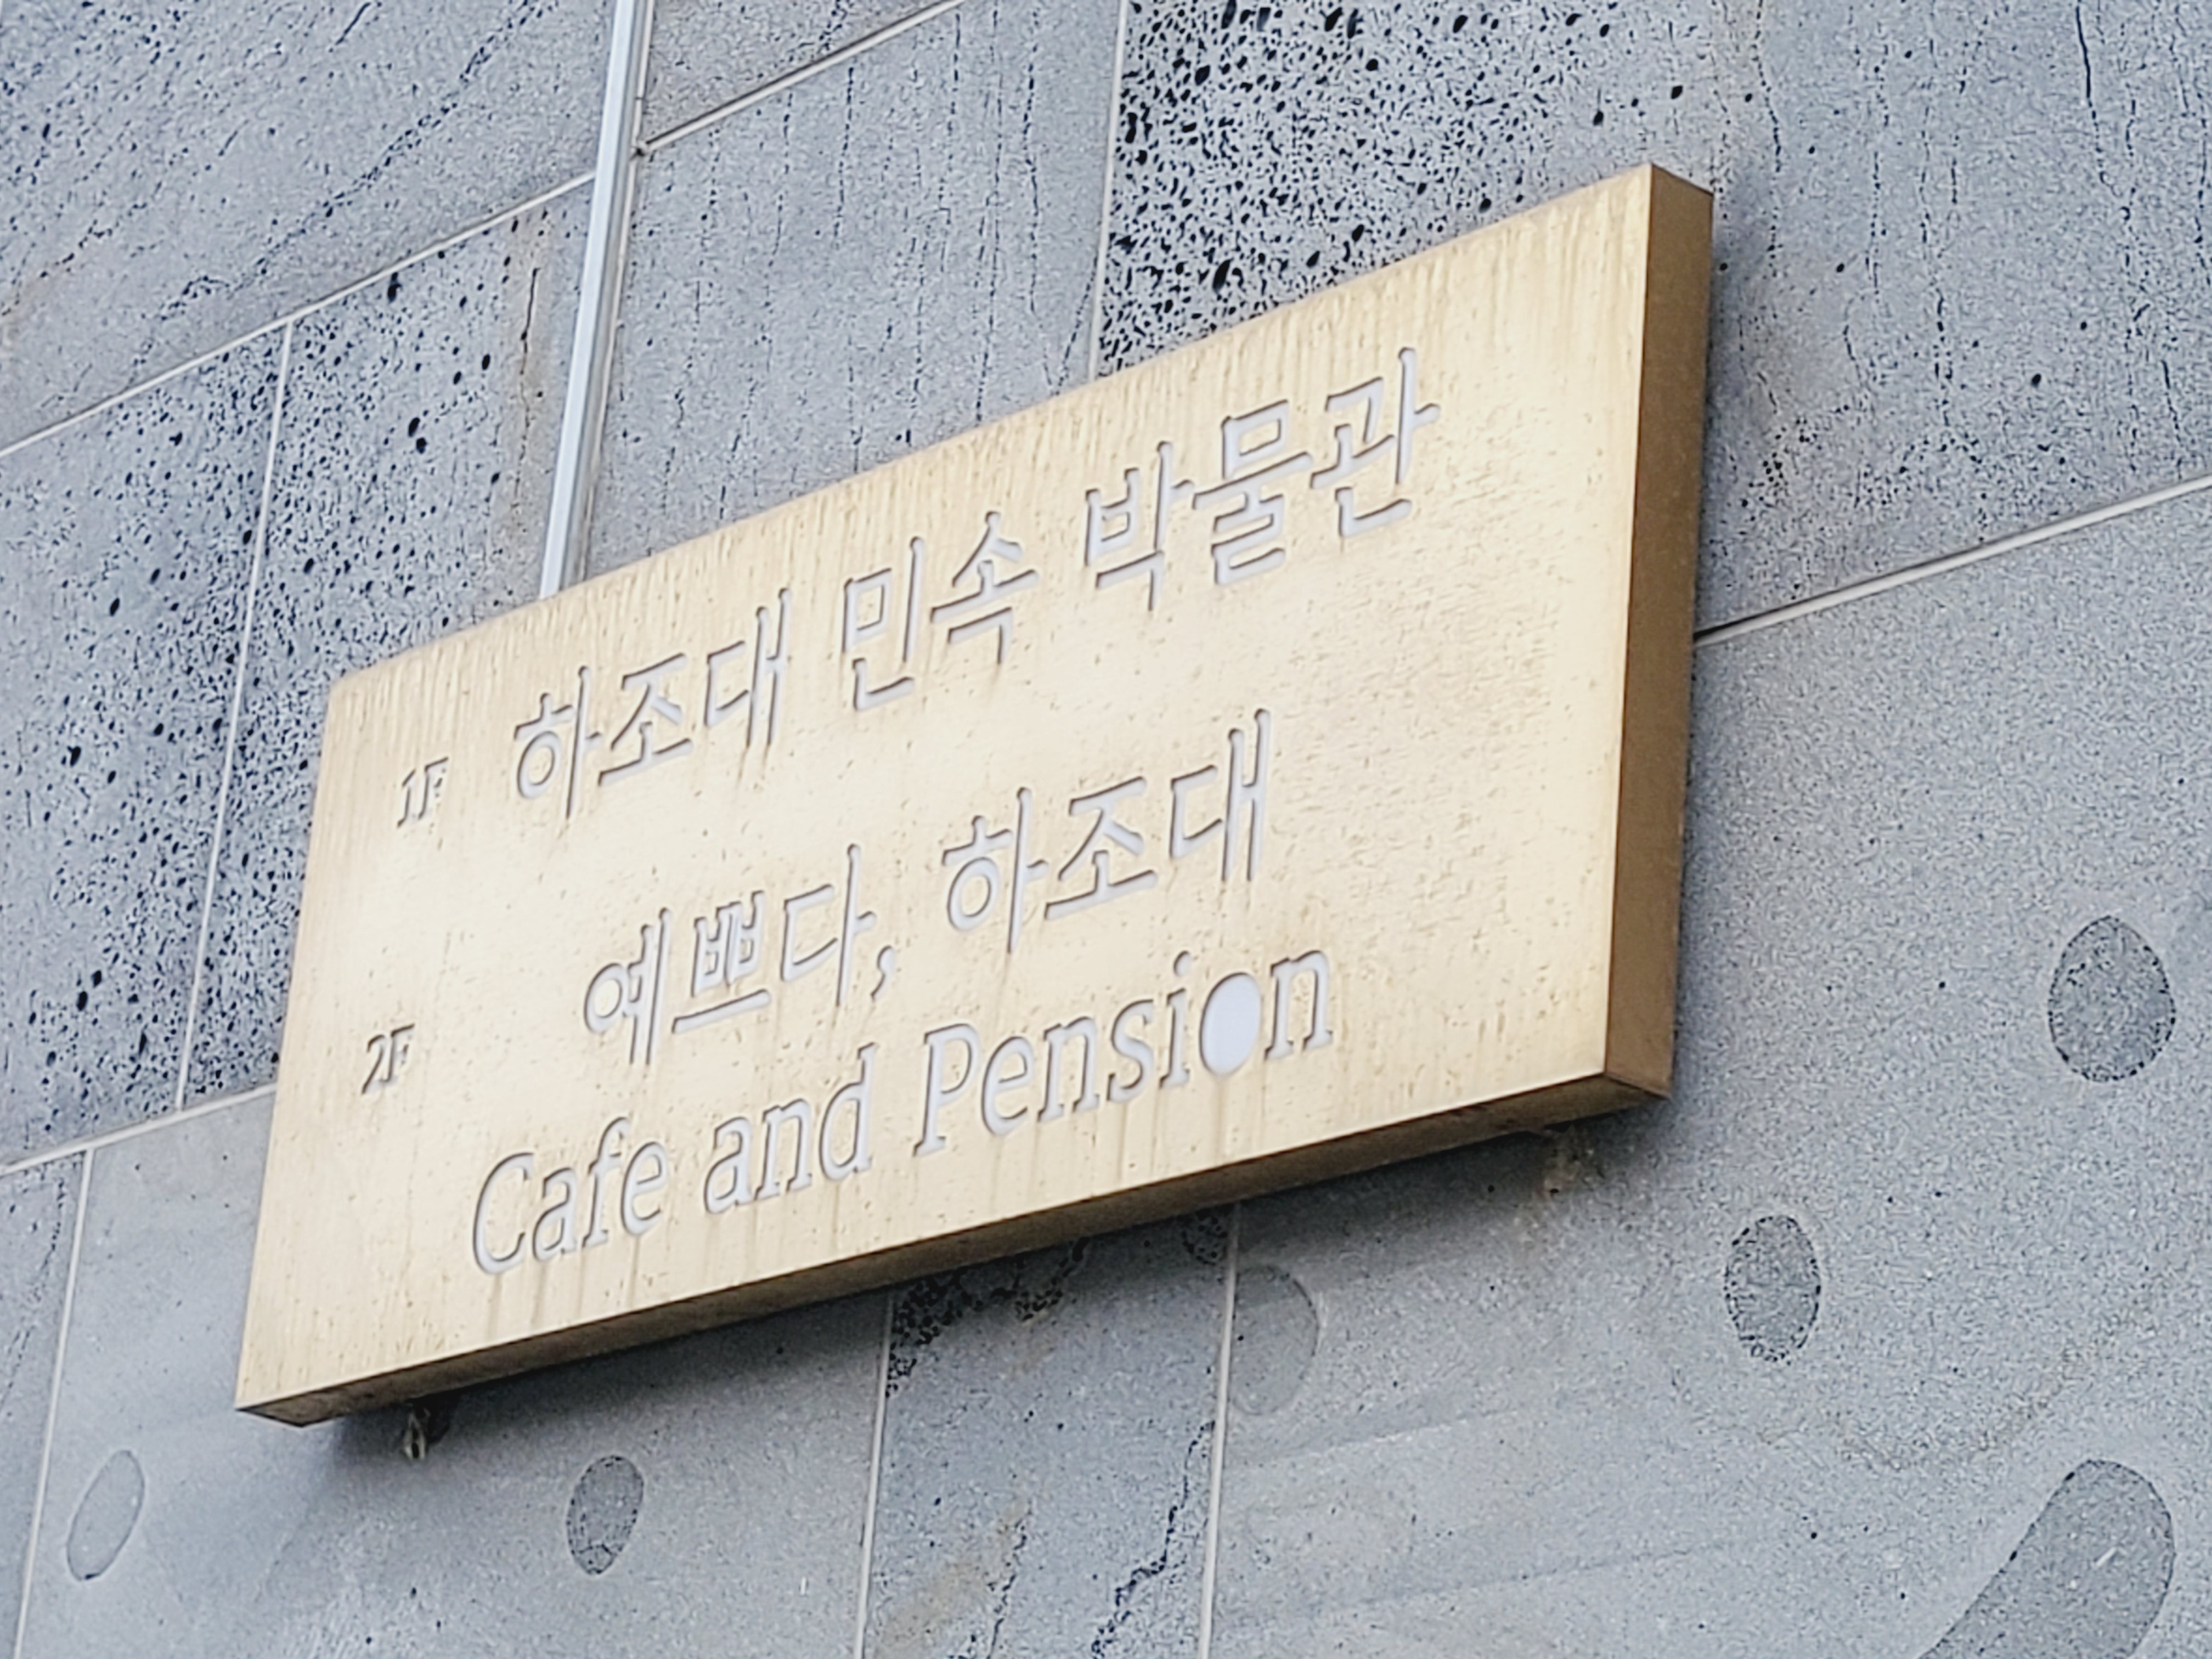 1F 하조대 민속 박물관
2F 예쁘다, 하조대
Cafe and Pension